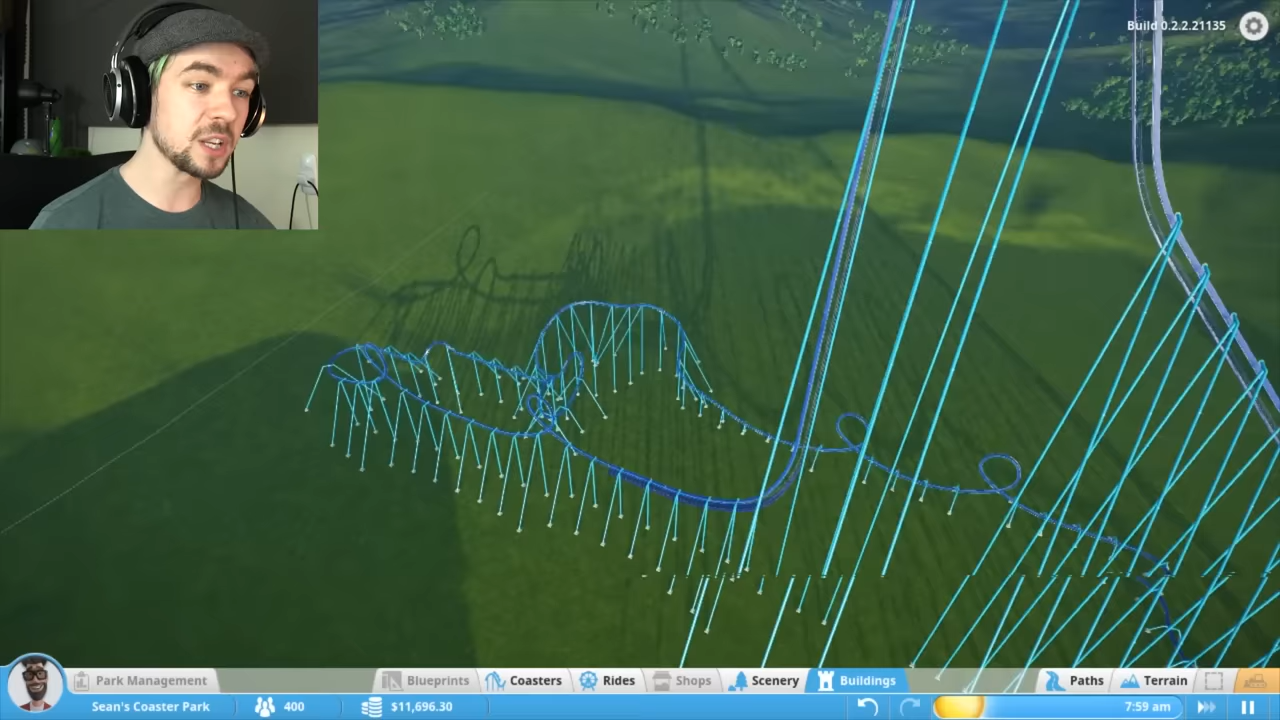 Build 0.2.2.21135
Park Management
Blueprints
Coasters
Rides
Shops
Scenery
Buildings
Paths
Terrain
Sean's Coaster Park
400
$11,696.30
7:59 am